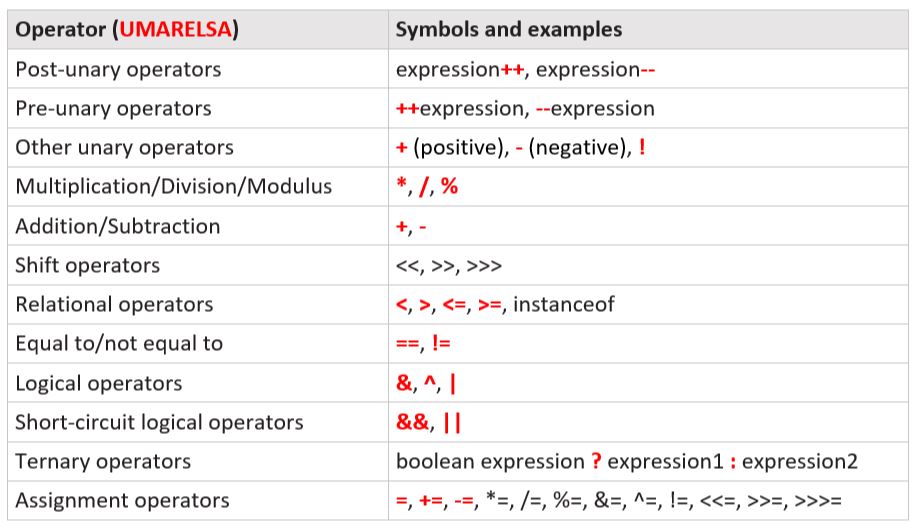 Operator (UMARELSA) Symbols and examples
Post-unary operators expression++, expression--
Pre-unary operators ++expression, --expression
Other unary operators + (positive), - (negative), !
Multiplication/Division/Modulus *, /, %
Addition/Subtraction +, -
Shift operators <<, >>, >>>
Relational operators <, >, <=, >=, instanceof
Equal to/not equal to ==, !=
Logical operators &, ^, |
Short-circuit logical operators &&, ||
Ternary operators boolean expression ? expression1 : expression2
Assignment operators =, +=, -=, *=, /=, %=, &=, ^=, !=, <<=, >>=, >>>=